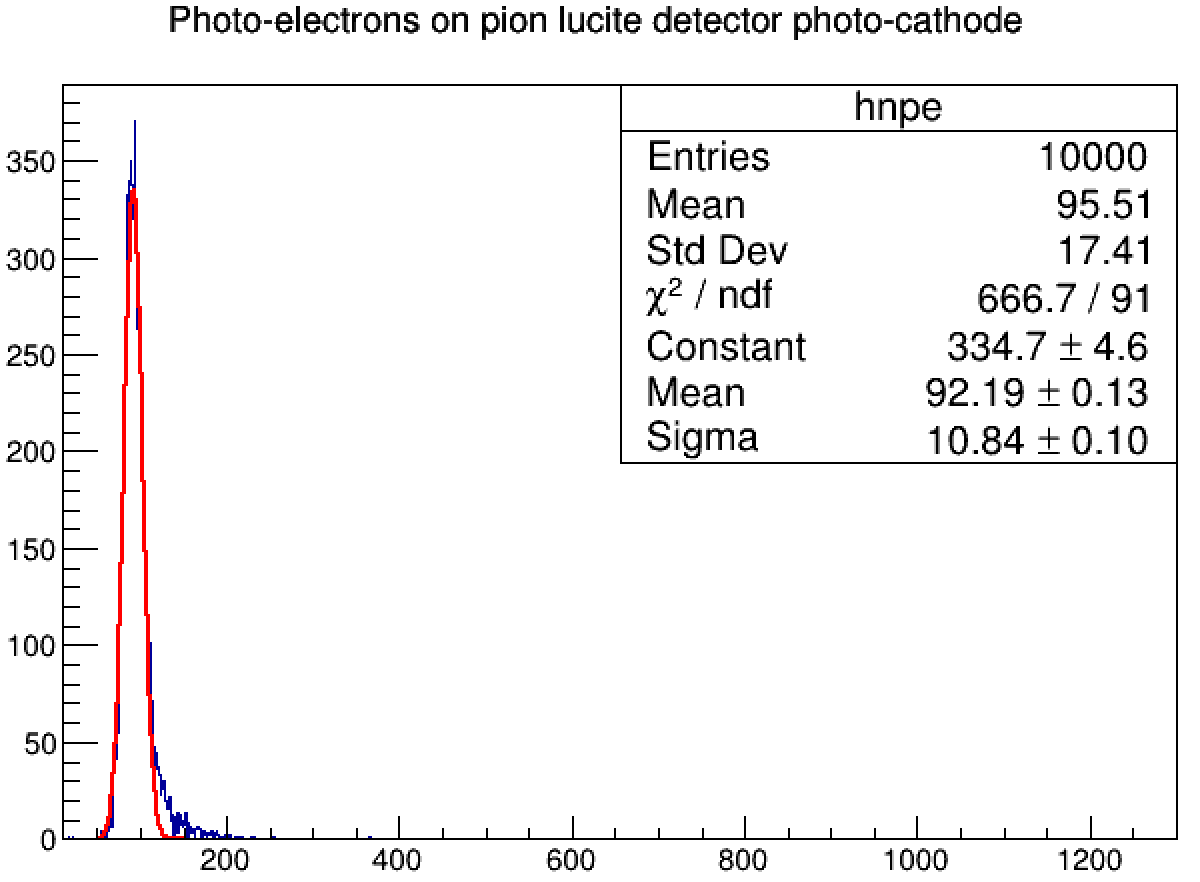 Photo-electrons on pion lucite detector photo-cathode
hnpe
Entries 10000
Mean 95.51
Std Dev 17.41
χ² / ndf 666.7 / 91
Constant 334.7 ± 4.6
Mean 92.19 ± 0.13
Sigma 10.84 ± 0.10
350
300
250
200
150
100
50
0
200 400 600 800 1000 1200